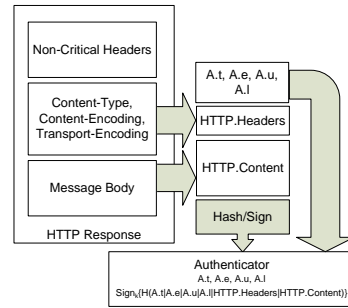 Non-Critical Headers
Content-Type,
Content-Encoding,
Transport-Encoding
Message Body
HTTP Response
A.t, A.e, A.u,
A.l
HTTP.Headers
HTTP.Content
Hash/Sign
Authenticator
A.t, A.e, A.u, A.l
Signₖ{H(A.t|A.e|A.u|A.l|HTTP.Headers|HTTP.Content)}